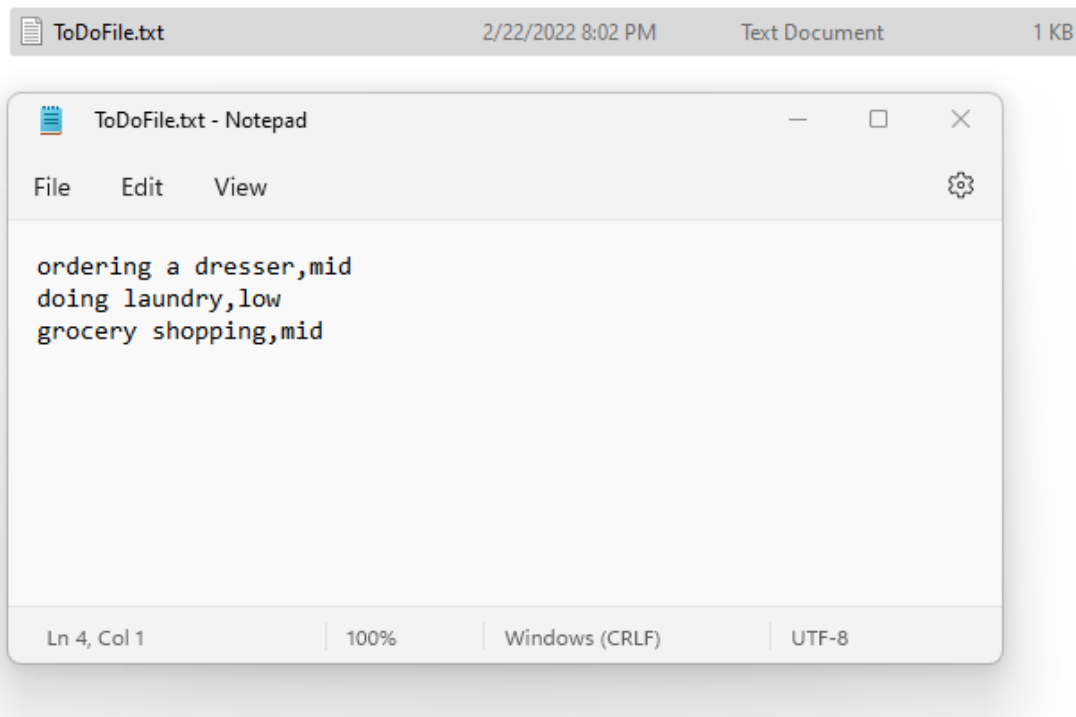 ToDoFile.txt 2/22/2022 8:02 PM Text Document 1 KB
ToDoFile.txt - Notepad
File Edit View
ordering a dresser,mid
doing laundry,low
grocery shopping,mid
Ln 4, Col 1 100% Windows (CRLF) UTF-8